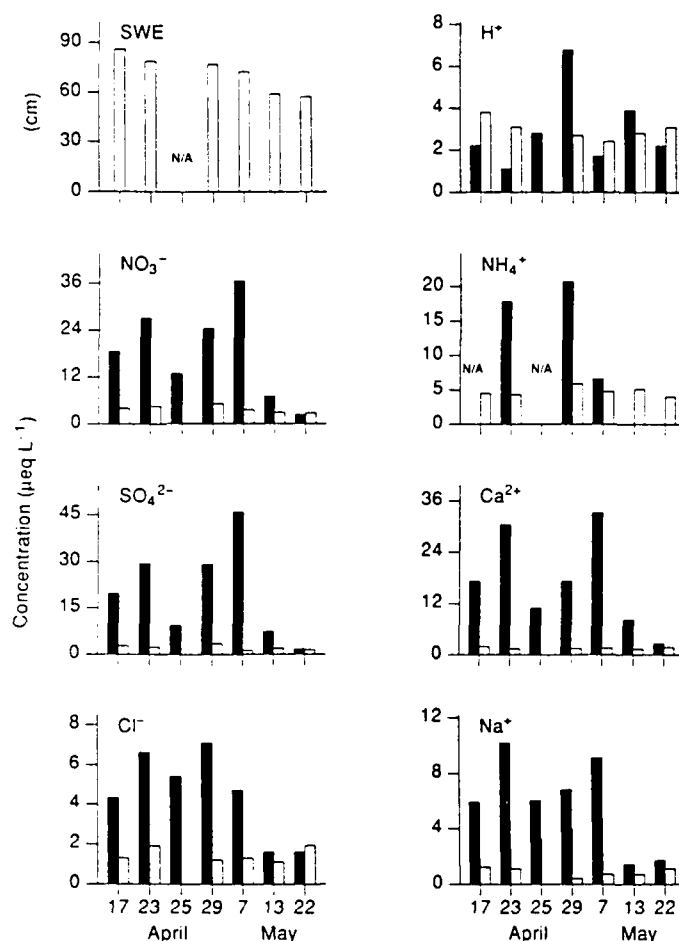 SWE
(cm)
90
60
30
0
N/A
H⁺
8
6
4
2
0
Concentration (µeq L⁻¹)
NO₃⁻
36
24
12
0
NH₄⁺
20
15
10
5
0
N/A
N/A
SO₄²⁻
45
30
15
0
Ca²⁺
36
24
12
0
Cl⁻
8
6
4
2
0
17 23 25 29 7 13 22
April May
Na⁺
12
9
6
3
0
17 23 25 29 7 13 22
April May